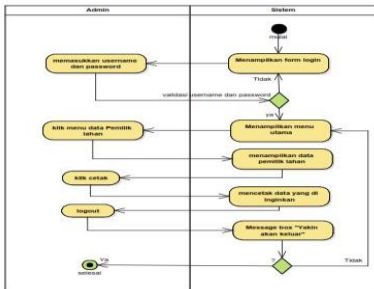 Admin
Sistem
mulai
Menampilkan form login
memasukkan username
dan password
Tidak
validasi username dan password
ya
Menampilkan menu
utama
klik menu data Pemilik
lahan
menampilkan data
pemilik lahan
klik cetak
mencetak data yang di
inginkan
logout
Message box "Yakin
akan keluar"
Ya
?
Tidak
selesai